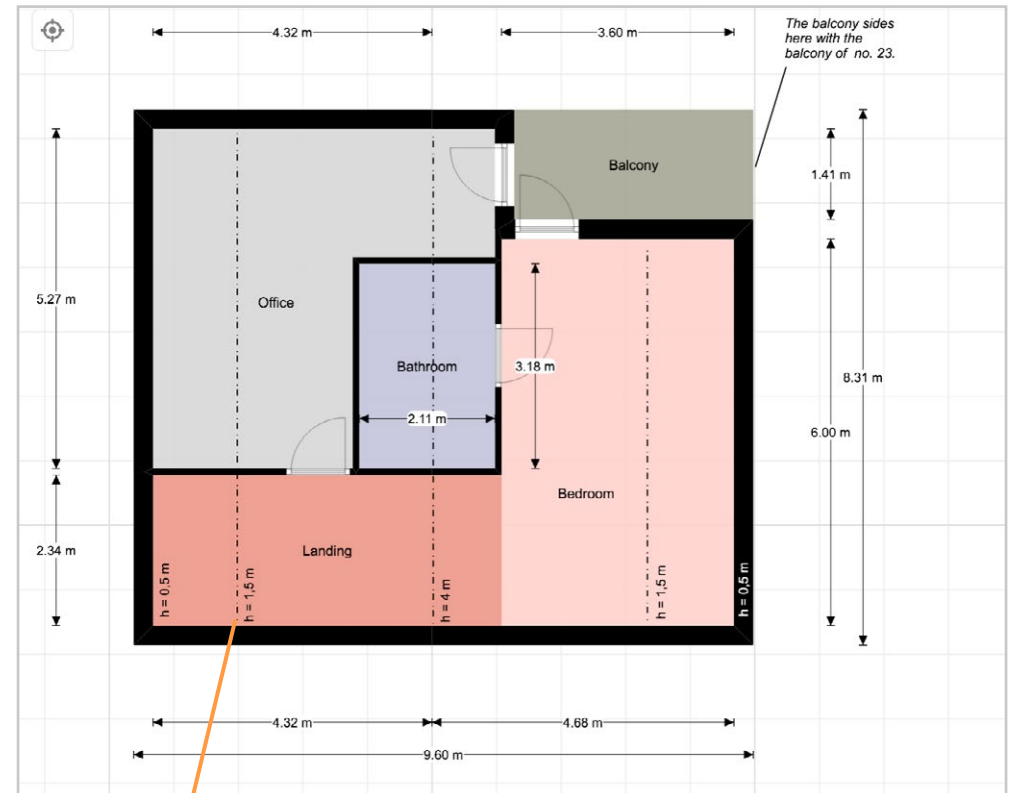 The balcony sides
here with the
balcony of no. 23.
4.32 m
3.60 m
Balcony
1.41 m
5.27 m
Office
Bathroom
3.18 m
8.31 m
2.11 m
6.00 m
Bedroom
2.34 m
Landing
h = 0,5 m
h = 1,5 m
h = 4 m
h = 1,5 m
h = 0,5 m
4.32 m
4.68 m
9.60 m